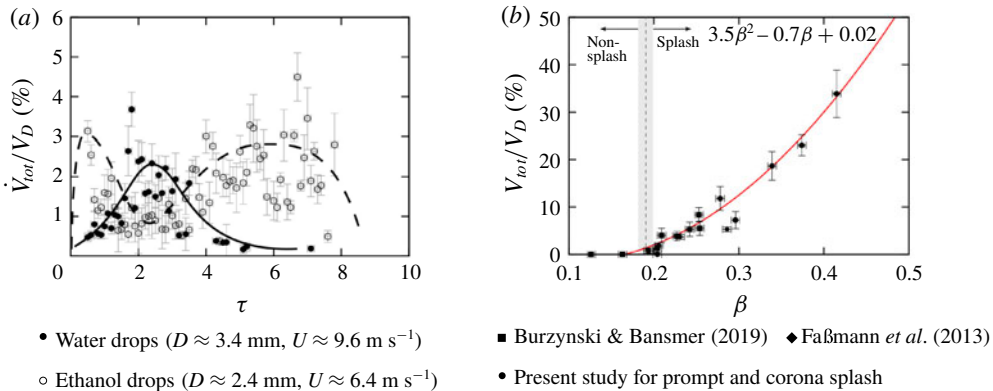 (a)
6
5
4
3
2
1
V̇tot/VD (%)
0 2 4 6 8 10
τ
● Water drops (D ≈ 3.4 mm, U ≈ 9.6 m s−1)
○ Ethanol drops (D ≈ 2.4 mm, U ≈ 6.4 m s−1)
(b)
50
40
30
20
10
0
Vtot/VD (%)
Non-
splash
Splash
3.5β2 – 0.7β + 0.02
0.1 0.2 0.3 0.4 0.5
β
■ Burzynski & Bansmer (2019) ◆ Faßmann et al. (2013)
● Present study for prompt and corona splash